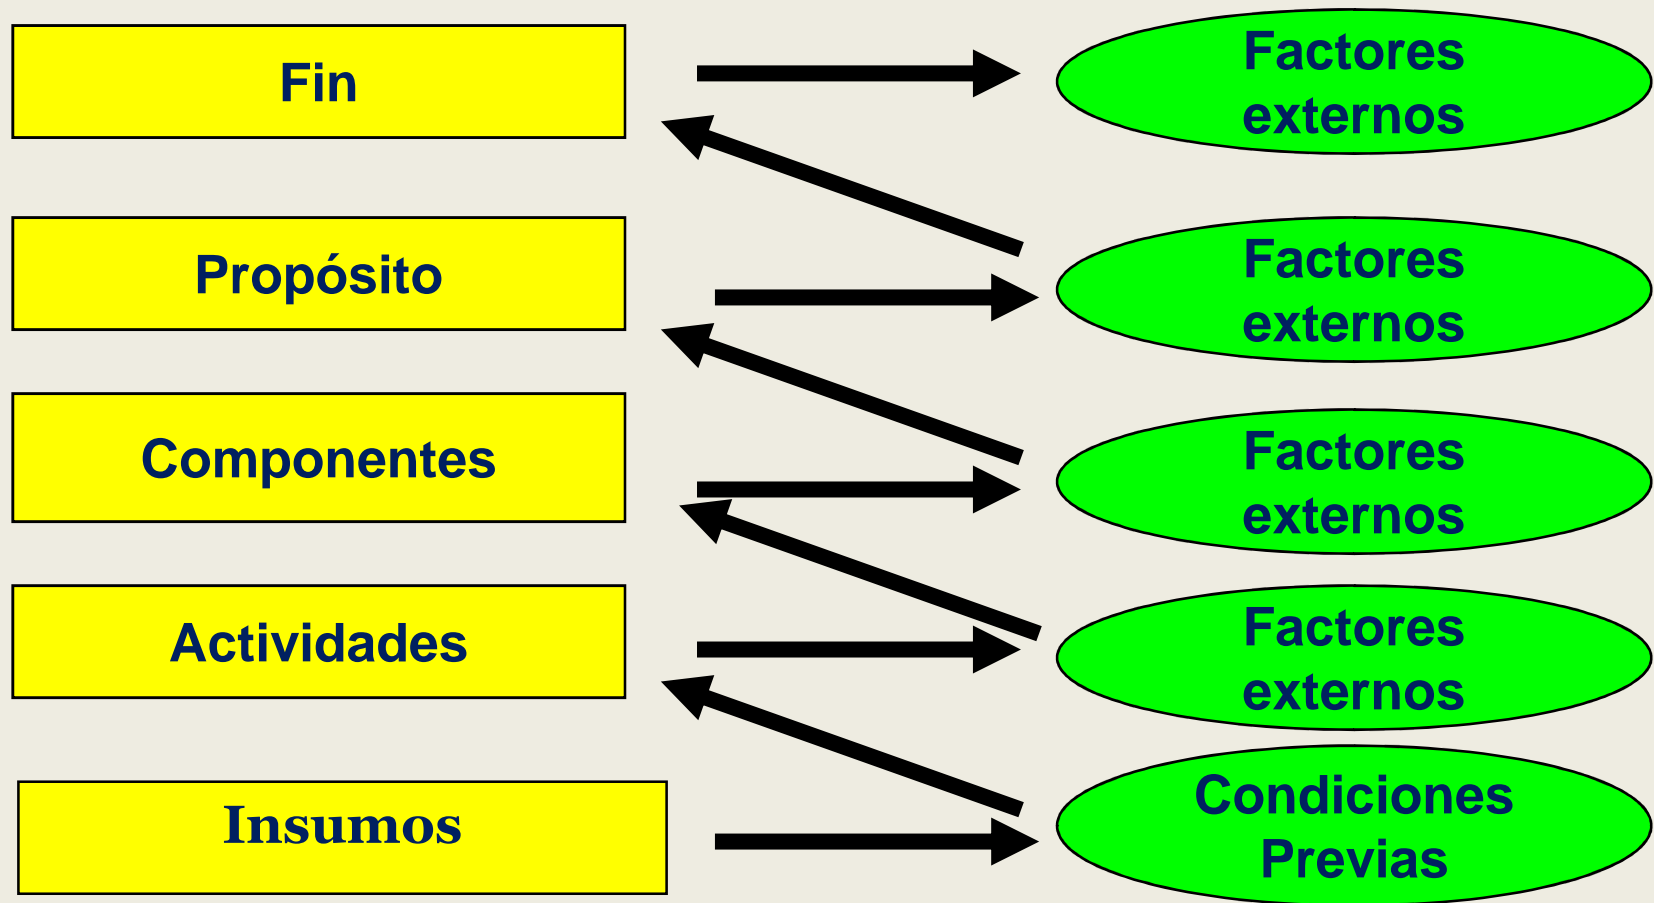 Fin
Factores
externos
Propósito
Factores
externos
Componentes
Factores
externos
Actividades
Factores
externos
Insumos
Condiciones
Previas